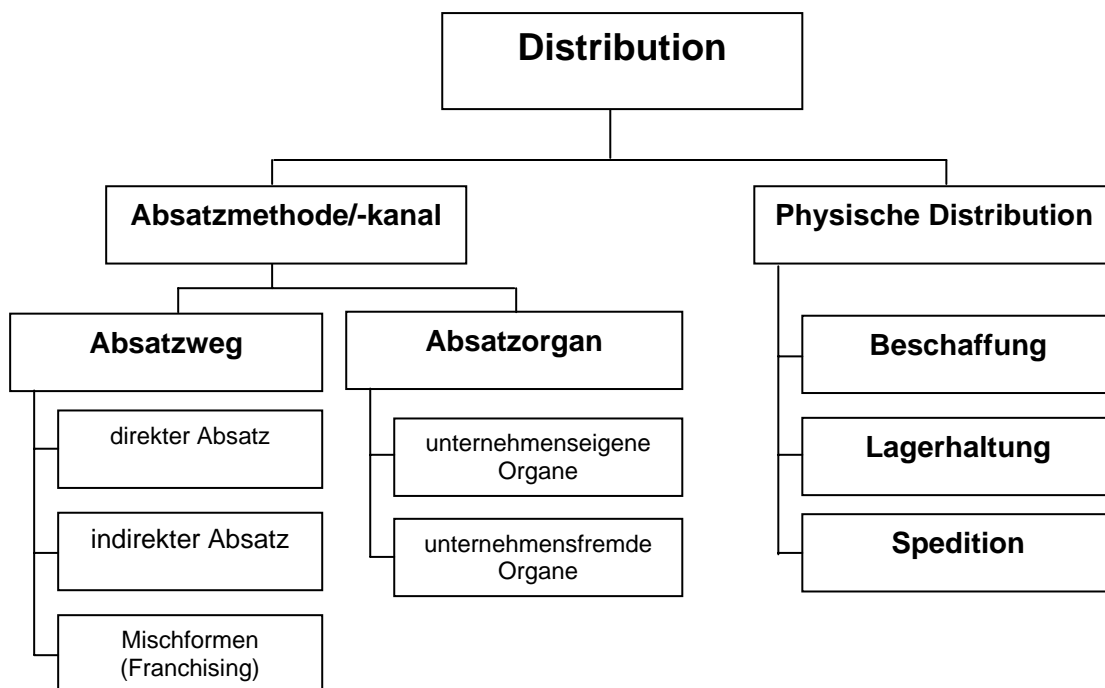 Distribution
Absatzmethode/-kanal
Physische Distribution
Absatzweg
Absatzorgan
Beschaffung
direkter Absatz
unternehmenseigene
Organe
Lagerhaltung
indirekter Absatz
unternehmensfremde
Organe
Spedition
Mischformen
(Franchising)